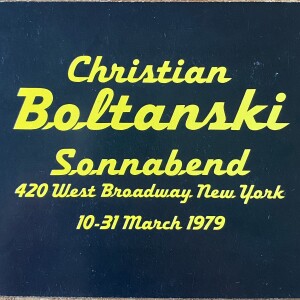 Christian
Boltanski
Sonnabend
420 West Broadway New York
10-31 March 1979